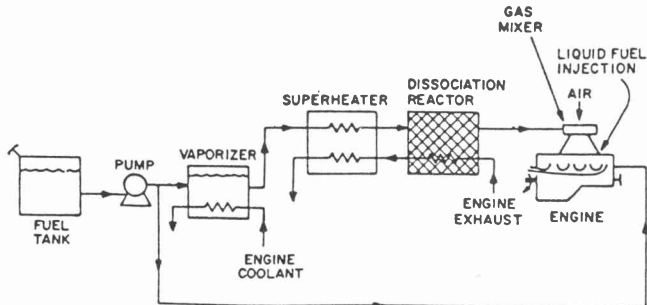 GAS
MIXER
LIQUID FUEL
INJECTION
AIR
DISSOCIATION
REACTOR
SUPERHEATER
VAPORIZER
PUMP
FUEL
TANK
ENGINE
COOLANT
ENGINE
EXHAUST
ENGINE